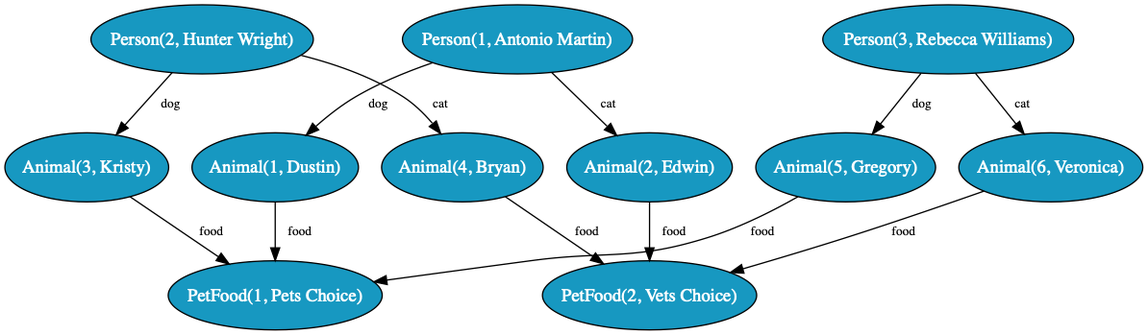 Person(2, Hunter Wright)
Person(1, Antonio Martin)
Person(3, Rebecca Williams)
dog
cat
dog
cat
dog
cat
Animal(3, Kristy)
Animal(1, Dustin)
Animal(4, Bryan)
Animal(2, Edwin)
Animal(5, Gregory)
Animal(6, Veronica)
food
food
food
food
food
food
PetFood(1, Pets Choice)
PetFood(2, Vets Choice)